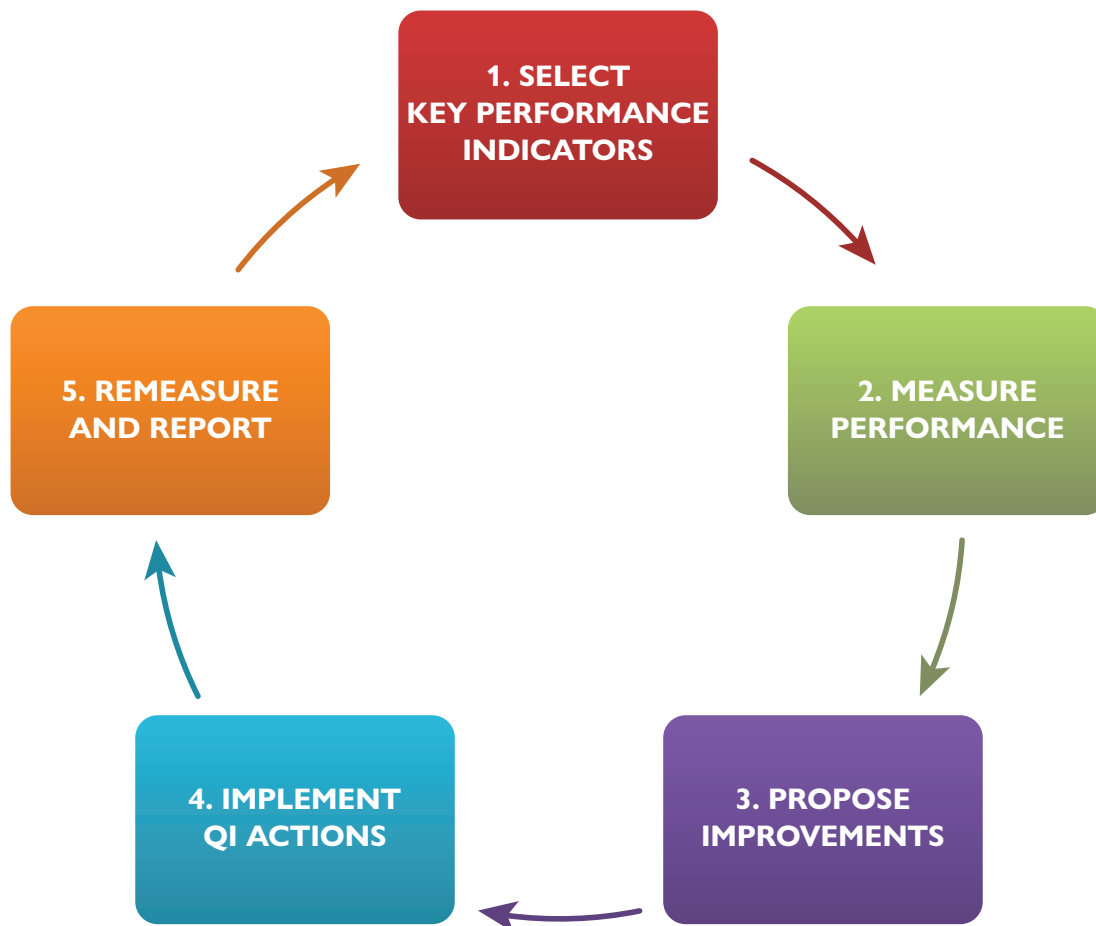 1. SELECT
KEY PERFORMANCE
INDICATORS
2. MEASURE
PERFORMANCE
3. PROPOSE
IMPROVEMENTS
4. IMPLEMENT
QI ACTIONS
5. REMEASURE
AND REPORT